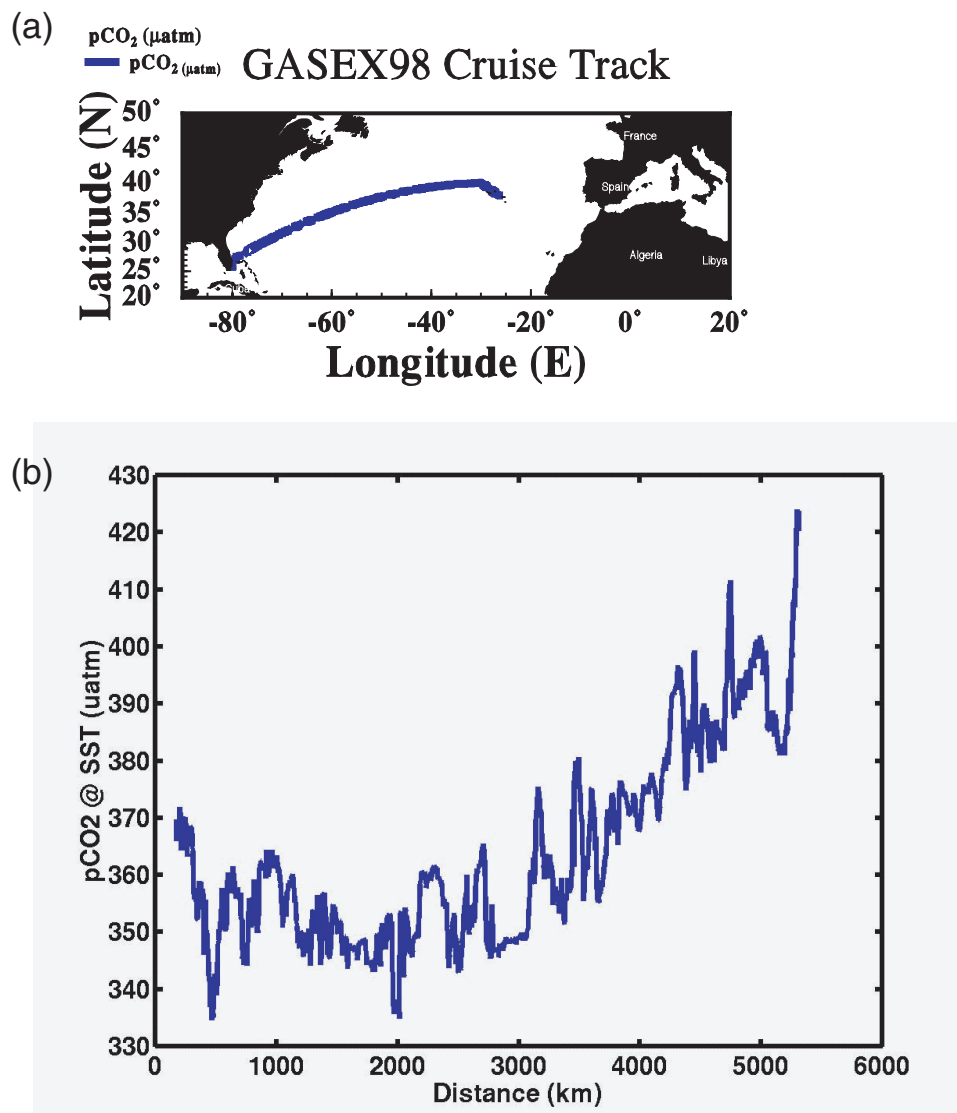 (a)
pCO2 (µatm)
pCO2 (µatm)
GASEX98 Cruise Track
Latitude (N)
50°
45°
40°
35°
30°
25°
20°
France
Spain
Algeria
Libya
Cuba
-80° -60° -40° -20° 0° 20°
Longitude (E)
(b)
pCO2 @ SST (uatm)
430
420
410
400
390
380
370
360
350
340
330
0 1000 2000 3000 4000 5000 6000
Distance (km)